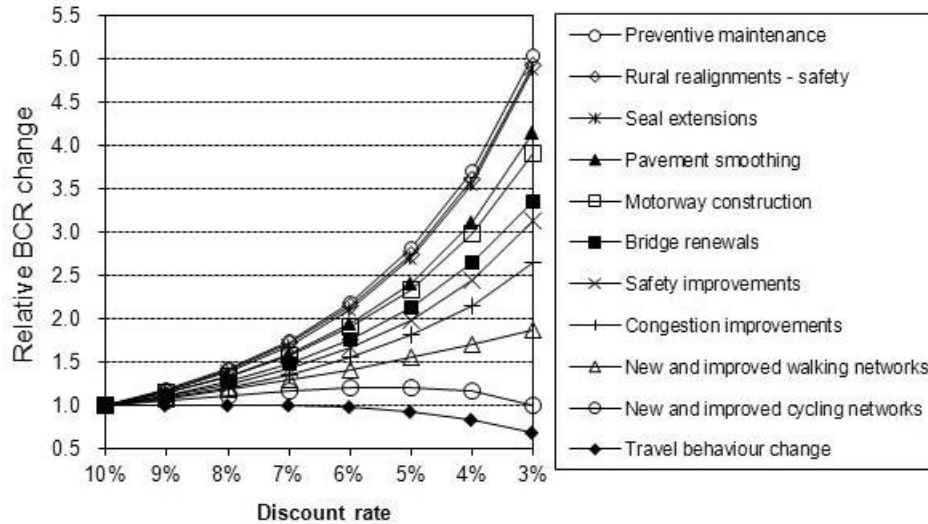 5.5
5.0
4.5
4.0
3.5
3.0
2.5
2.0
1.5
1.0
0.5
Relative BCR change
10% 9% 8% 7% 6% 5% 4% 3%
Discount rate
Preventive maintenance
Rural realignments - safety
Seal extensions
Pavement smoothing
Motorway construction
Bridge renewals
Safety improvements
Congestion improvements
New and improved walking networks
New and improved cycling networks
Travel behaviour change